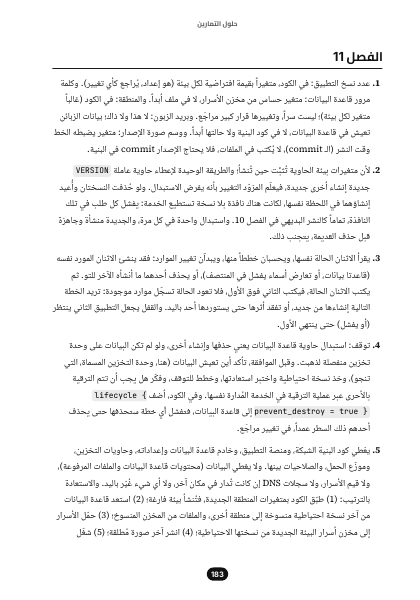 حلول التمارين
الفصل 11
1. عدد نسخ التطبيق: في الكود، متغيراً بقيمة افتراضية لكل بيئة (هو إعداد، يُراجع كأي تغيير). وكلمة
مرور قاعدة البيانات: متغير حساس من مخزن الأسرار، لا في ملف أبداً. والمنطقة: في الكود (غالباً
متغير لكل بيئة)؛ ليست سراً، وتغييرها قرار كبير مُراجَع. وبريد الزبون: لا هذا ولا ذاك؛ بيانات الزبائن
تعيش في قاعدة البيانات، لا في كود البنية ولا حالتها أبداً. ووسم صورة الإصدار: متغير يضبطه الخط
وقت النشر (الـ commit)، لا يُكتب في الملفات، فلا يحتاج الإصدار commit في البنية.
2. لأن متغيرات بيئة الحاوية تُثبَّت حين تُنشأ؛ والطريقة الوحيدة لإعطاء حاوية عاملة VERSION
جديدة إنشاء أخرى جديدة، فيعلّم المزوّد التغيير بأنه يفرض الاستبدال. ولو حُذفت النسختان وأُعيد
إنشاؤهما في اللحظة نفسها، لكانت هناك نافذة بلا نسخة تستطيع الخدمة: يفشل كل طلب في تلك
النافذة، تماماً كالنشر البديهي في الفصل 10. واستبدال واحدة في كل مرة، والجديدة منشأة وجاهزة
قبل حذف القديمة، يتجنب ذلك.
3. يقرأ الاثنان الحالة نفسها، ويحسبان خططاً منها، ويبدآن تغيير الموارد: فقد ينشئ الاثنان المورد نفسه
(قاعدتا بيانات، أو تعارض أسماء يفشل في المنتصف)، أو يحذف أحدهما ما أنشأه الآخر للتو. ثم
يكتب الاثنان الحالة، فيكتب الثاني فوق الأول، فلا تعود الحالة تسجّل موارد موجودة: تريد الخطة
التالية إنشاءها من جديد، أو تفقد أثرها حتى يستوردها أحد باليد. والقفل يجعل التطبيق الثاني ينتظر
(أو يفشل) حتى ينتهي الأول.
4. توقف: استبدال حاوية قاعدة البيانات يعني حذفها وإنشاء أخرى، ولو لم تكن البيانات على وحدة
تخزين منفصلة لذهبت. وقبل الموافقة، تأكد أين تعيش البيانات (هنا، وحدة التخزين المسماة، التي
تنجو)، وخذ نسخة احتياطية واختبر استعادتها، وخطط للتوقف، وفكّر هل يجب أن تتم الترقية
بالأحرى عبر عملية الترقية في الخدمة المُدارة نفسها. وفي الكود، أضف lifecycle {
prevent_destroy = true } إلى قاعدة البيانات، فتفشل أي خطة ستحذفها حتى يحذف
أحدهم ذلك السطر عمداً، في تغيير مراجَع.
5. يغطي كود البنية الشبكة، ومنصة التطبيق، وخادم قاعدة البيانات وإعداداته، وحاويات التخزين،
وموزّع الحمل، والصلاحيات بينها. ولا يغطي البيانات (محتويات قاعدة البيانات والملفات المرفوعة)،
ولا قيم الأسرار، ولا سجلات DNS إن كانت تُدار في مكان آخر، ولا أي شيء غُيّر باليد. والاستعادة
بالترتيب: (1) طبّق الكود بمتغيرات المنطقة الجديدة، فتُنشأ بيئة فارغة؛ (2) استعد قاعدة البيانات
من آخر نسخة احتياطية منسوخة إلى منطقة أخرى، والملفات من المخزن المنسوخ؛ (3) حمّل الأسرار
إلى مخزن أسرار البيئة الجديدة من نسختها الاحتياطية؛ (4) انشر آخر صورة مُطلقة؛ (5) شغّل
183